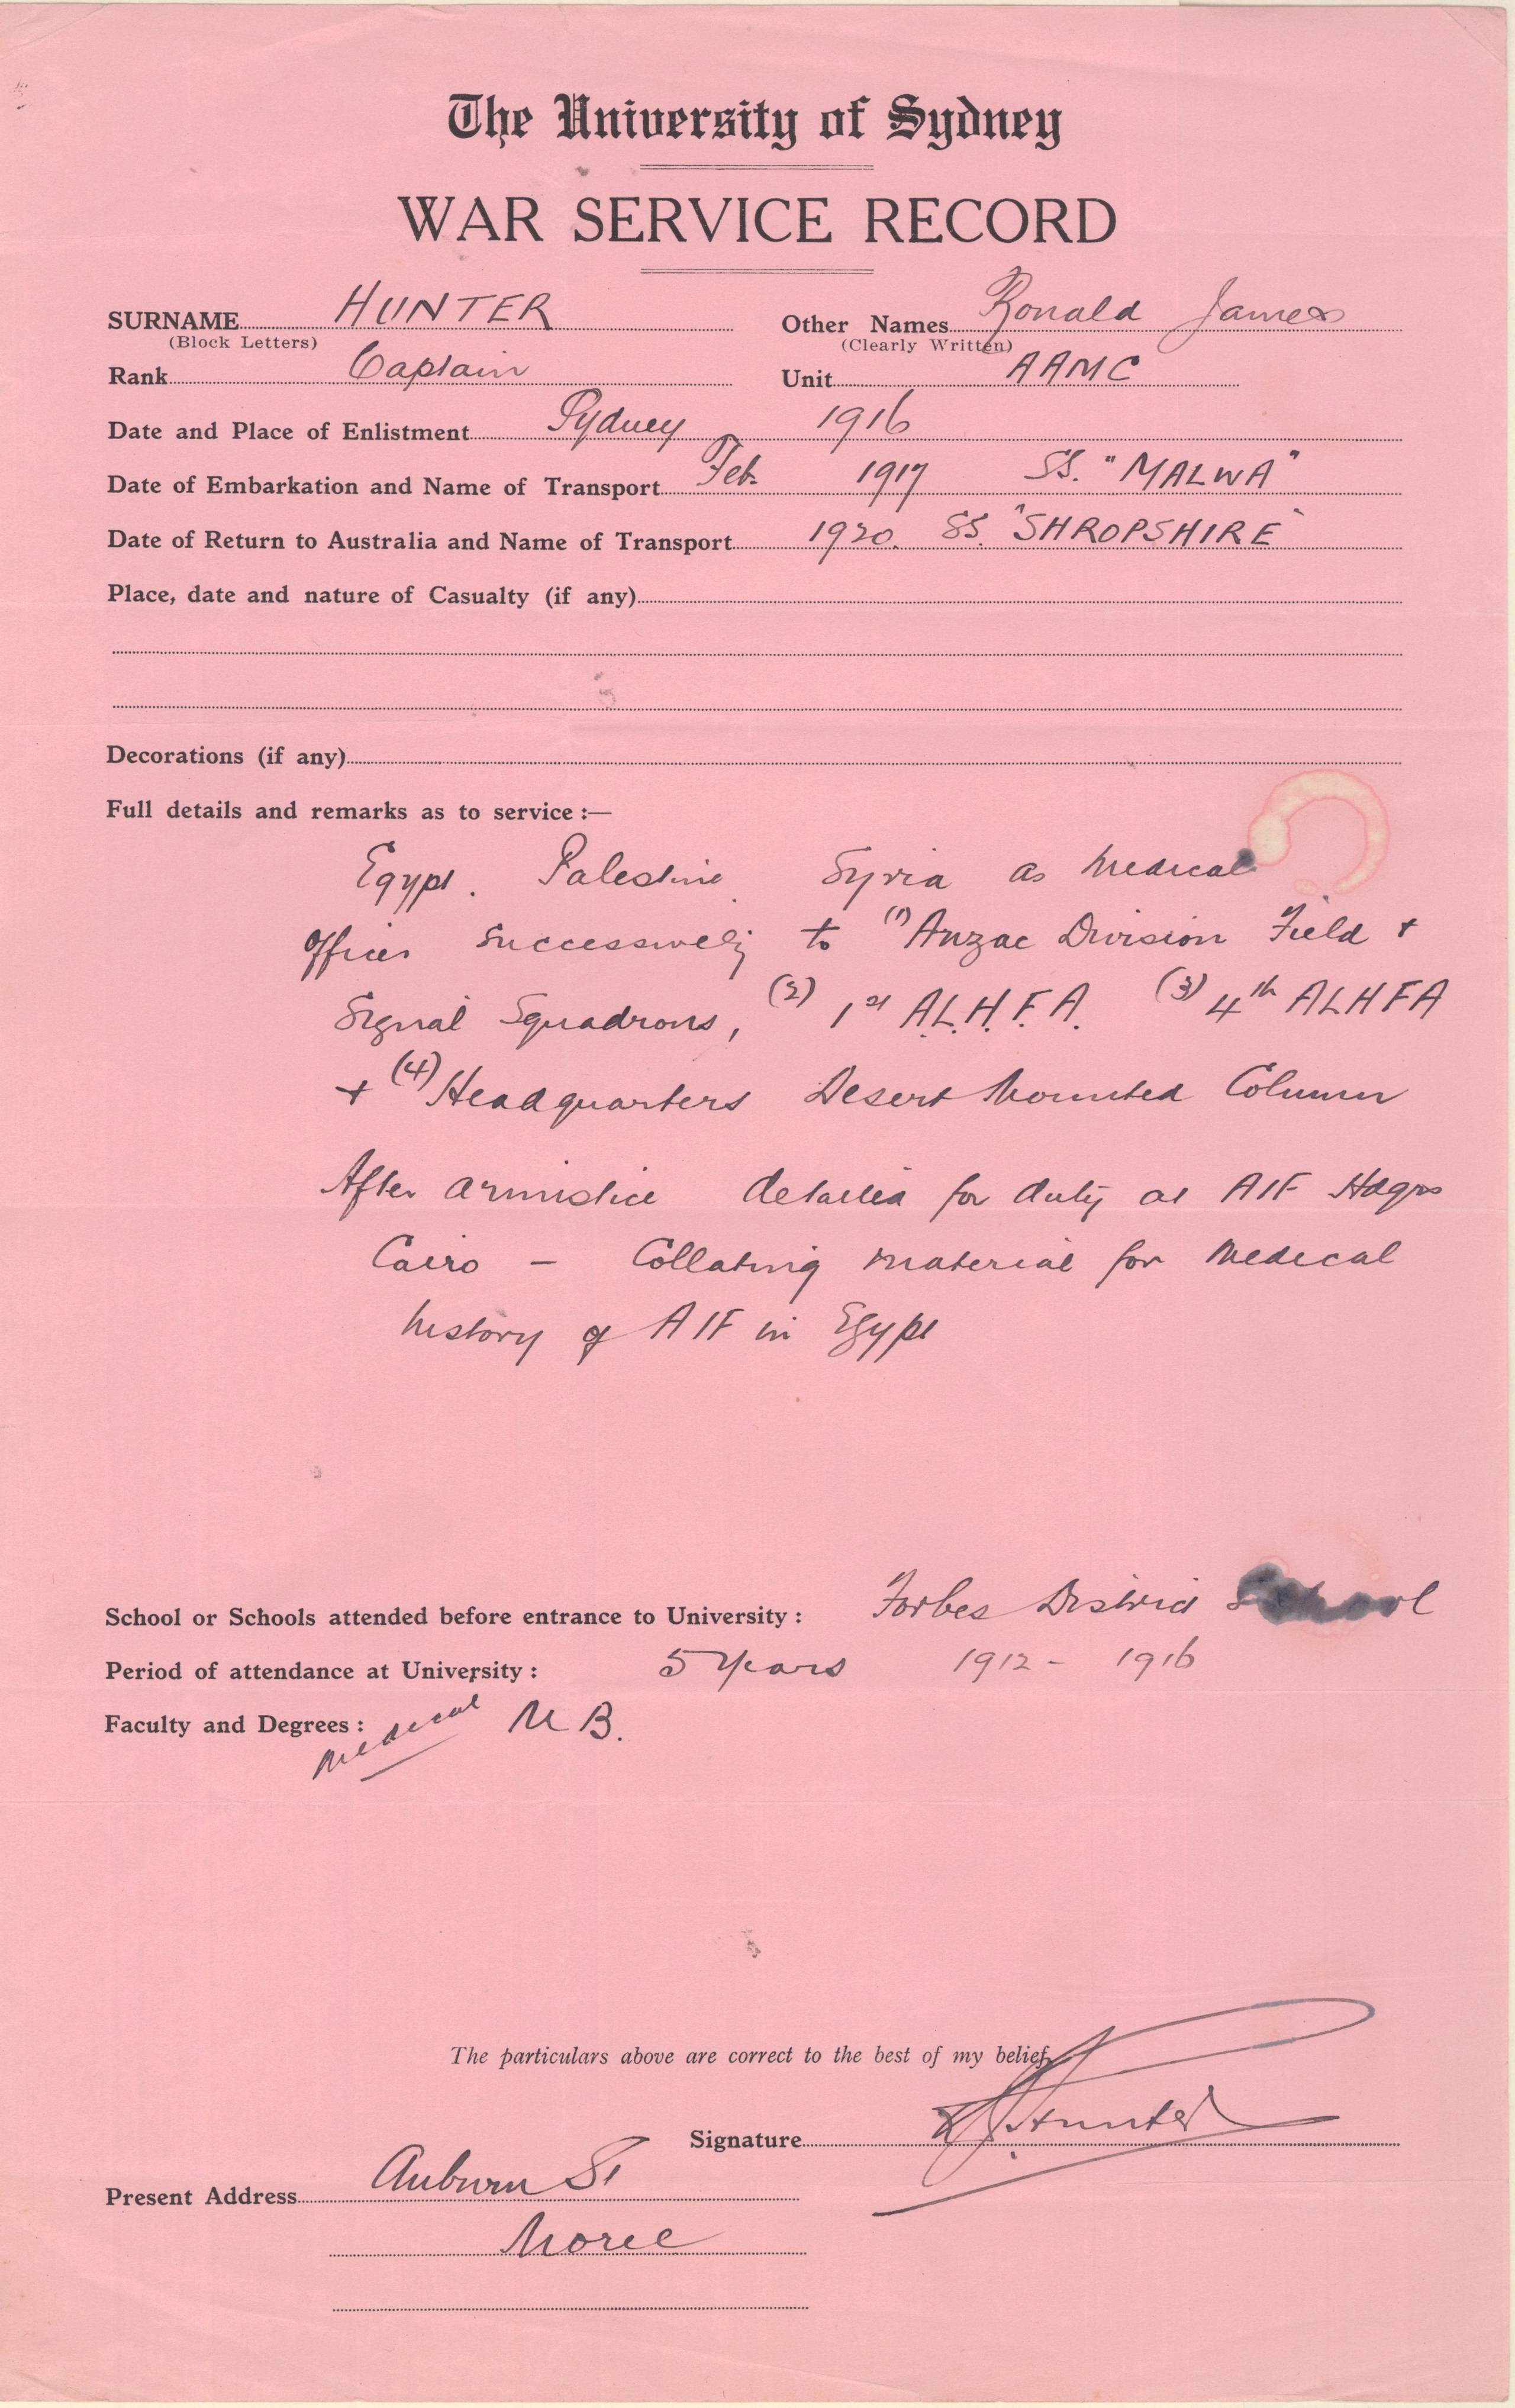 The University of Sydney
WAR SERVICE RECORD
SURNAME HUNTER Other Names Ronald James
(Block Letters) (Clearly Written)
Rank Captain Unit AAMC
Date and Place of Enlistment Sydney 1916
Date of Embarkation and Name of Transport Feb. 1917 SS. "MALWA"
Date of Return to Australia and Name of Transport 1920. SS. "SHROPSHIRE"
Place, date and nature of Casualty (if any)
Decorations (if any)
Full details and remarks as to service :—
Egypt. Palestine Syria as Medical
Officer successively to (1) Anzac Division Field +
Signal Squadrons, (2) 1st A.L.H.F.A. (3) 4th ALHFA
+ (4) Headquarters Desert Mounted Column
After armistice detailed for duty at AIF Hdqrs
Cairo - Collating material for medical
history of AIF in Egypt
School or Schools attended before entrance to University : Forbes District School
Period of attendance at University : 5 Years 1912 - 1916
Faculty and Degrees : Medical M B.
The particulars above are correct to the best of my belief,
Signature R J. Hunter
Present Address Auburn St
Moree